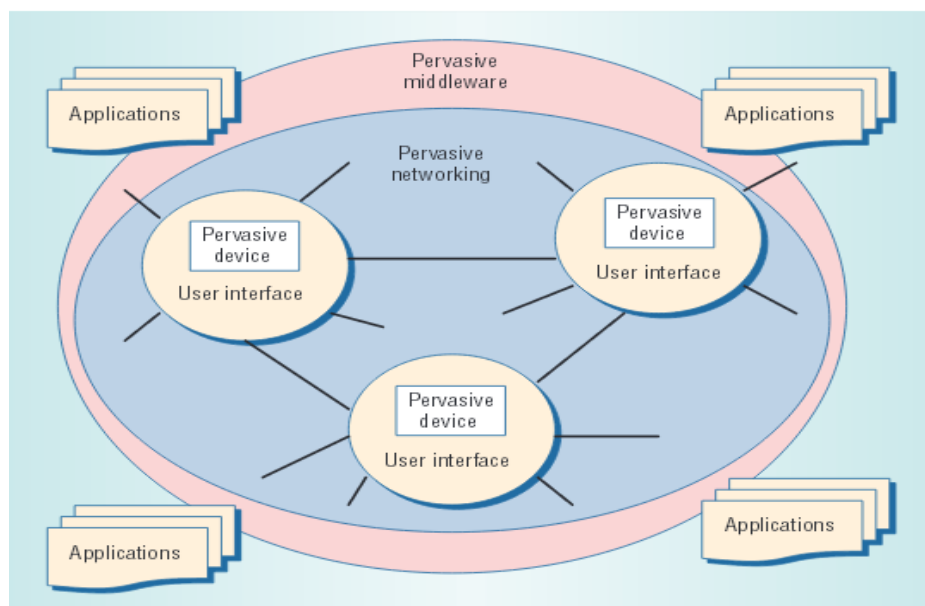 Pervasive
middleware
Applications
Applications
Pervasive
networking
Pervasive
device
User interface
Pervasive
device
User interface
Pervasive
device
User interface
Applications
Applications